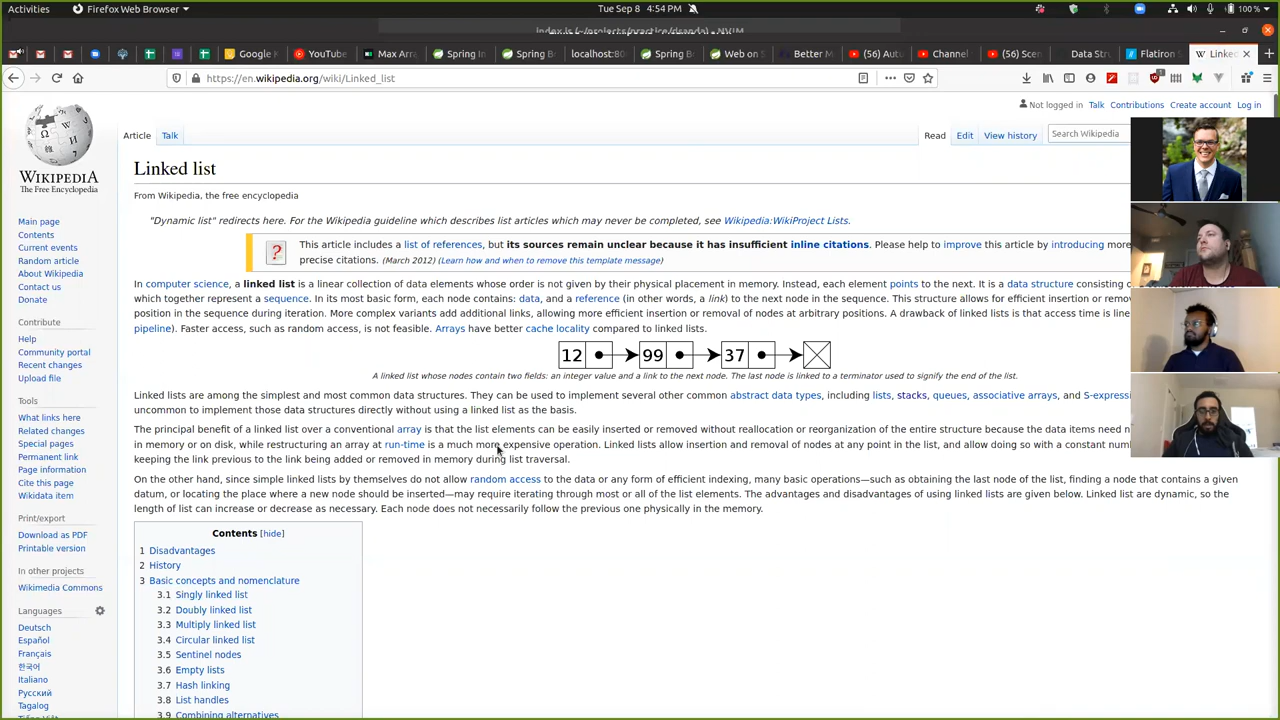 Activities
Firefox Web Browser
Tue Sep 8 4:54 PM
100 %
Google
YouTube
Max Arr
Spring In
Spring B
localhost:80
Spring B
Web on S
Better M
(56) Auto
Channel
(56) Sce
Data Stru
Flatiron S
Linked
https://en.wikipedia.org/wiki/Linked_list
Not logged in Talk Contributions Create account Log in
Article Talk
Read Edit View history
Search Wikipedia
WIKIPEDIA
The Free Encyclopedia
Main page
Contents
Current events
Random article
About Wikipedia
Contact us
Donate
Contribute
Help
Community portal
Recent changes
Upload file
Tools
What links here
Related changes
Special pages
Permanent link
Page information
Cite this page
Wikidata item
Print/export
Download as PDF
Printable version
In other projects
Wikimedia Commons
Languages
Deutsch
Español
Français
한국어
Italiano
Русский
Tagalog
Linked list
From Wikipedia, the free encyclopedia
"Dynamic list" redirects here. For the Wikipedia guideline which describes list articles which may never be completed, see Wikipedia:WikiProject Lists.
This article includes a list of references, but its sources remain unclear because it has insufficient inline citations. Please help to improve this article by introducing more
precise citations. (March 2012) (Learn how and when to remove this template message)
In computer science, a linked list is a linear collection of data elements whose order is not given by their physical placement in memory. Instead, each element points to the next. It is a data structure consisting o
which together represent a sequence. In its most basic form, each node contains: data, and a reference (in other words, a link) to the next node in the sequence. This structure allows for efficient insertion or remov
position in the sequence during iteration. More complex variants add additional links, allowing more efficient insertion or removal of nodes at arbitrary positions. A drawback of linked lists is that access time is line
pipeline). Faster access, such as random access, is not feasible. Arrays have better cache locality compared to linked lists.
12 99 37
A linked list whose nodes contain two fields: an integer value and a link to the next node. The last node is linked to a terminator used to signify the end of the list.
Linked lists are among the simplest and most common data structures. They can be used to implement several other common abstract data types, including lists, stacks, queues, associative arrays, and S-expres
uncommon to implement those data structures directly without using a linked list as the basis.
The principal benefit of a linked list over a conventional array is that the list elements can be easily inserted or removed without reallocation or reorganization of the entire structure because the data items need n
in memory or on disk, while restructuring an array at run-time is a much more expensive operation. Linked lists allow insertion and removal of nodes at any point in the list, and allow doing so with a constant numb
keeping the link previous to the link being added or removed in memory during list traversal.
On the other hand, since simple linked lists by themselves do not allow random access to the data or any form of efficient indexing, many basic operations—such as obtaining the last node of the list, finding a node that contains a given
datum, or locating the place where a new node should be inserted—may require iterating through most or all of the list elements. The advantages and disadvantages of using linked lists are given below. Linked list are dynamic, so the
length of list can increase or decrease as necessary. Each node does not necessarily follow the previous one physically in the memory.
Contents [hide]
1 Disadvantages
2 History
3 Basic concepts and nomenclature
3.1 Singly linked list
3.2 Doubly linked list
3.3 Multiply linked list
3.4 Circular linked list
3.5 Sentinel nodes
3.6 Empty lists
3.7 Hash linking
3.8 List handles
3.9 Combining alternatives